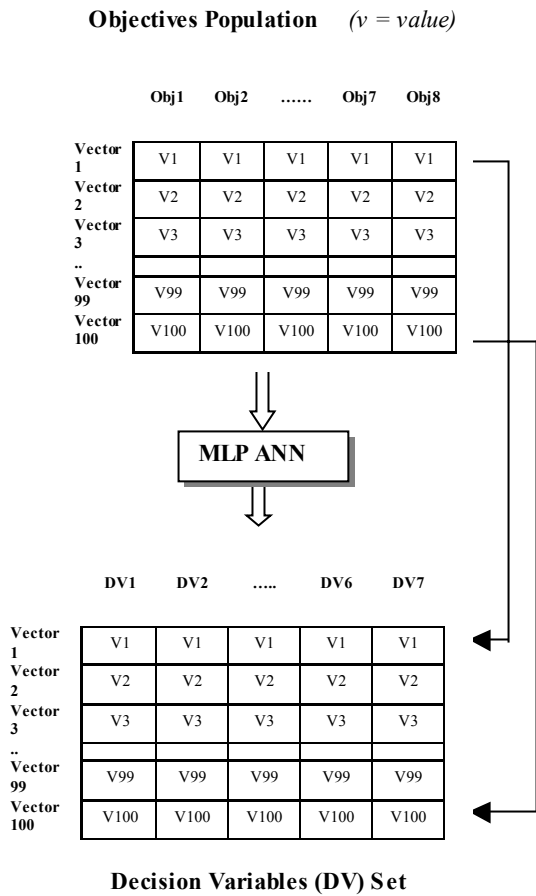 Objectives Population (v = value)
Obj1 Obj2 …… Obj7 Obj8
Vector
1 V1 V1 V1 V1 V1
Vector
2 V2 V2 V2 V2 V2
Vector
3 V3 V3 V3 V3 V3
..
Vector
99 V99 V99 V99 V99 V99
Vector
100 V100 V100 V100 V100 V100
MLP ANN
DV1 DV2 ….. DV6 DV7
Vector
1 V1 V1 V1 V1 V1
Vector
2 V2 V2 V2 V2 V2
Vector
3 V3 V3 V3 V3 V3
..
Vector
99 V99 V99 V99 V99 V99
Vector
100 V100 V100 V100 V100 V100
Decision Variables (DV) Set